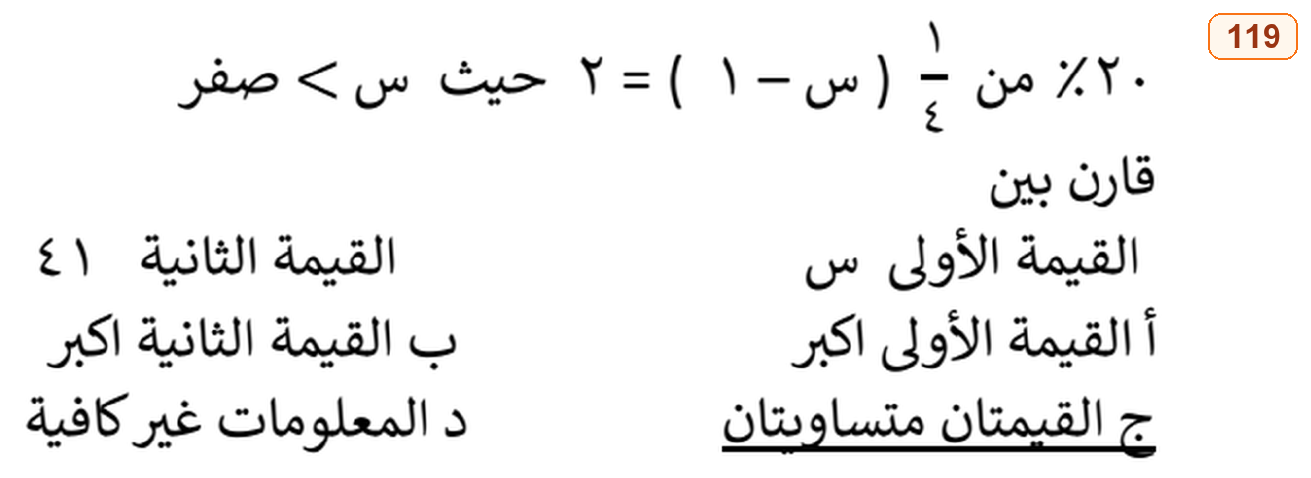 119
٢٠٪ من ١/٤ ( س – ١ ) = ٢ حيث س > صفر
قارن بين
القيمة الأولى س القيمة الثانية ٤١
أ القيمة الأولى اكبر ب القيمة الثانية اكبر
ج القيمتان متساويتان د المعلومات غير كافية